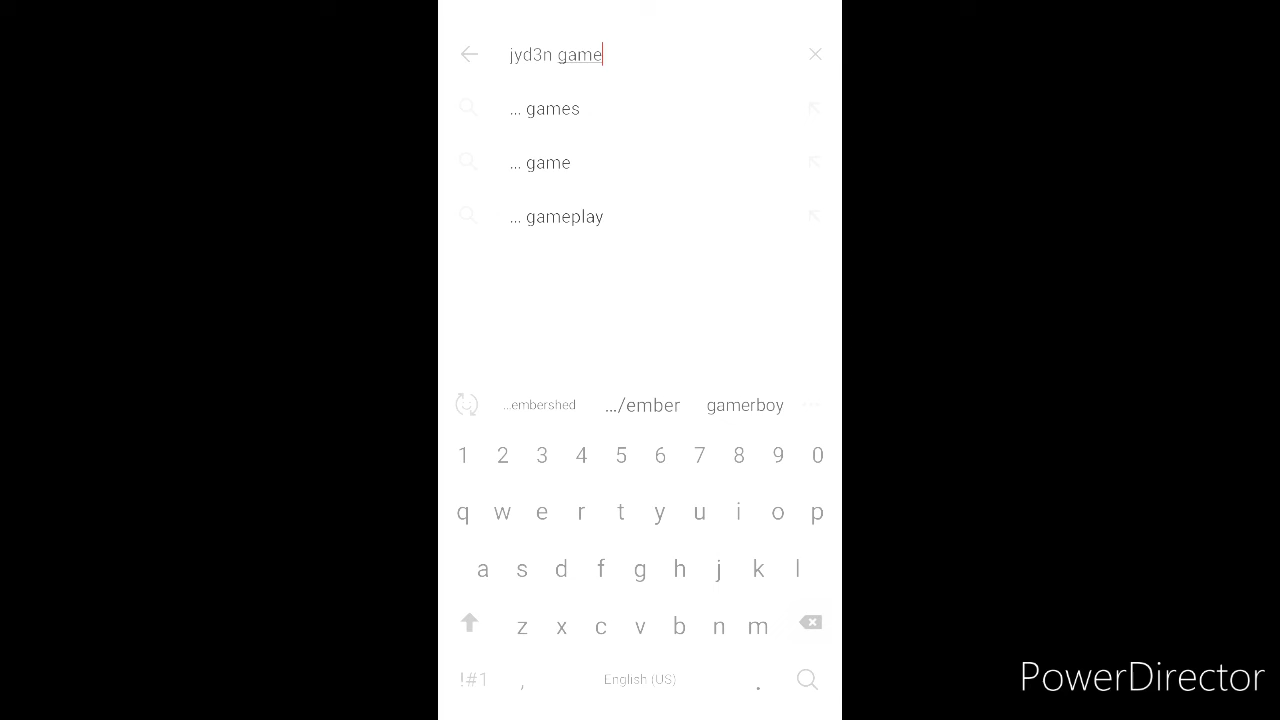 jyd3n game
... games
... game
... gameplay
...embershed .../ember gamerboy
1 2 3 4 5 6 7 8 9 0
q w e r t y u i o p
a s d f g h j k l
z x c v b n m
!#1 , English (US) .
PowerDirector